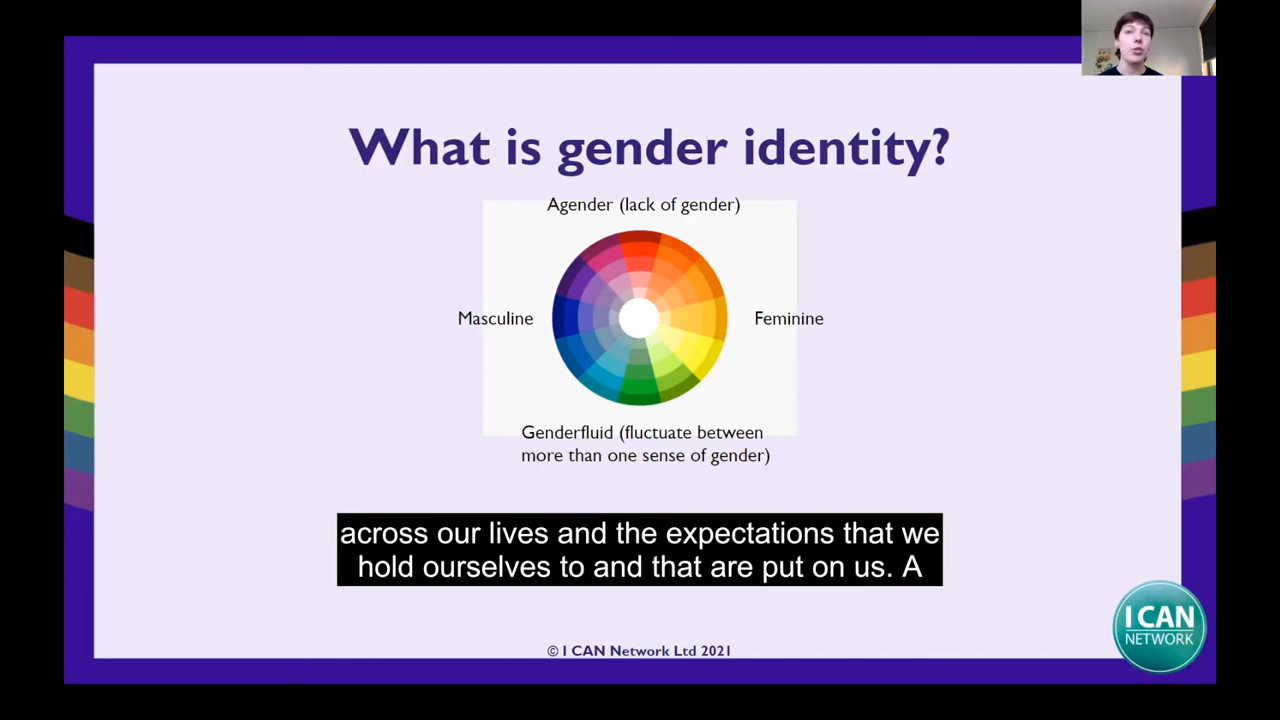 What is gender identity?
Agender (lack of gender)
Masculine
Feminine
Genderfluid (fluctuate between
more than one sense of gender)
across our lives and the expectations that we
hold ourselves to and that are put on us. A
I CAN
NETWORK
© I CAN Network Ltd 2021